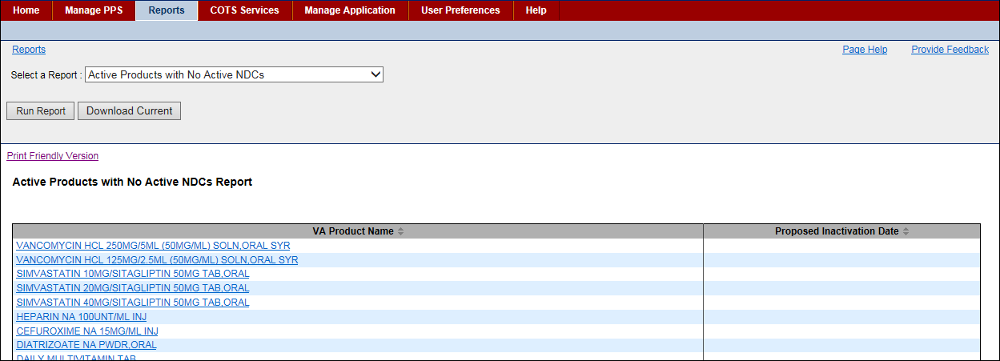 Home Manage PPS Reports COTS Services Manage Application User Preferences Help
Reports Page Help Provide Feedback
Select a Report : Active Products with No Active NDCs
Run Report Download Current
Print Friendly Version
Active Products with No Active NDCs Report
VA Product Name Proposed Inactivation Date
VANCOMYCIN HCL 250MG/5ML (50MG/ML) SOLN,ORAL SYR
VANCOMYCIN HCL 125MG/2.5ML (50MG/ML) SOLN,ORAL SYR
SIMVASTATIN 10MG/SITAGLIPTIN 50MG TAB,ORAL
SIMVASTATIN 20MG/SITAGLIPTIN 50MG TAB,ORAL
SIMVASTATIN 40MG/SITAGLIPTIN 50MG TAB,ORAL
HEPARIN NA 100UNT/ML INJ
CEFUROXIME NA 15MG/ML INJ
DIATRIZOATE NA PWDR,ORAL
DAILY MULTIVITAMIN TAB